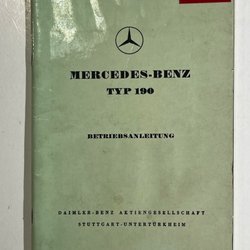 MERCEDES-BENZ
TYP 190
BETRIEBSANLEITUNG
DAIMLER-BENZ AKTIENGESELLSCHAFT
STUTTGART-UNTERTÜRKHEIM